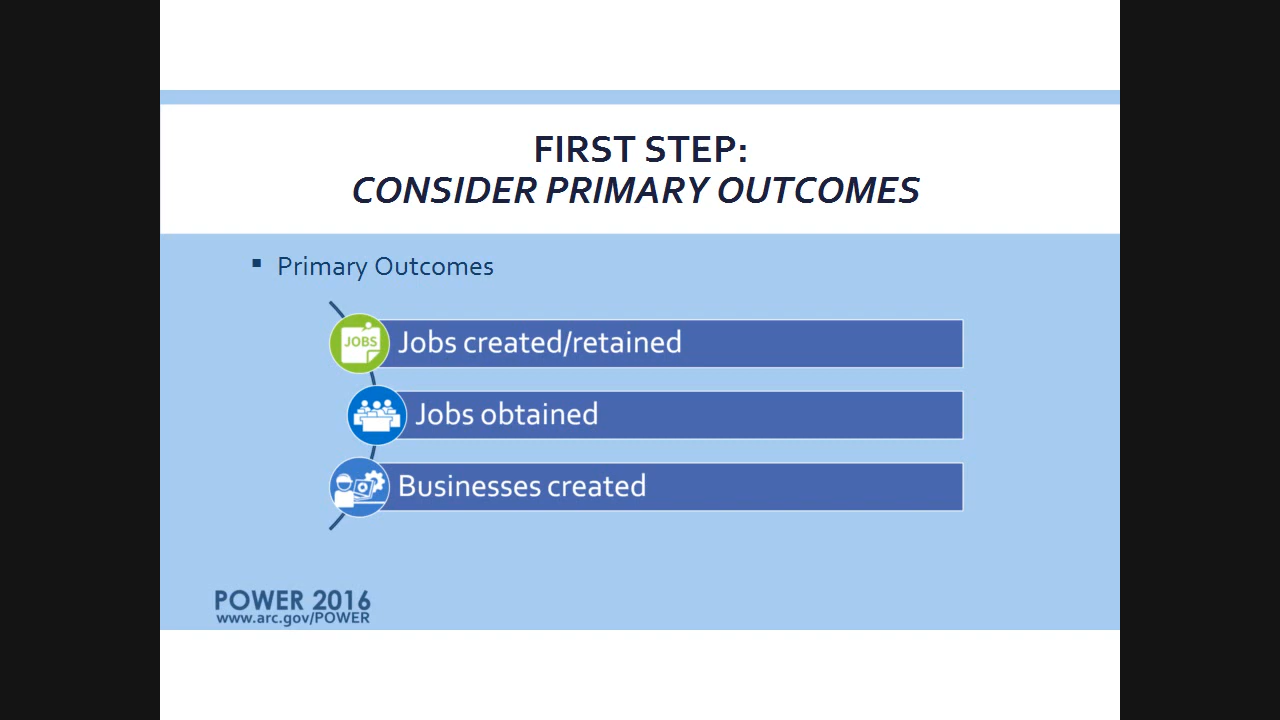 FIRST STEP:
CONSIDER PRIMARY OUTCOMES
Primary Outcomes
JOBS
Jobs created/retained
Jobs obtained
Businesses created
POWER 2016
www.arc.gov/POWER